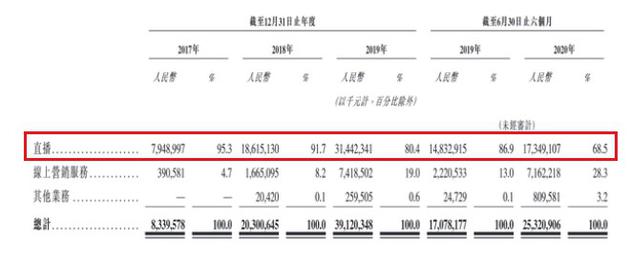 截至12月31日止年度 截至6月30日止六個月
2017年 2018年 2019年 2019年 2020年
人民幣 % 人民幣 % 人民幣 % 人民幣 % 人民幣 %
(以千元計,百分比除外)
(未經審計)
直播..................... 7,948,997 95.3 18,615,130 91.7 31,442,341 80.4 14,832,915 86.9 17,349,107 68.5
線上營銷服務............ 390,581 4.7 1,665,095 8.2 7,418,502 19.0 2,220,533 13.0 7,162,218 28.3
其他業務................ — — 20,420 0.1 259,505 0.6 24,729 0.1 809,581 3.2
總計..................... 8,339,578 100.0 20,300,645 100.0 39,120,348 100.0 17,078,177 100.0 25,320,906 100.0